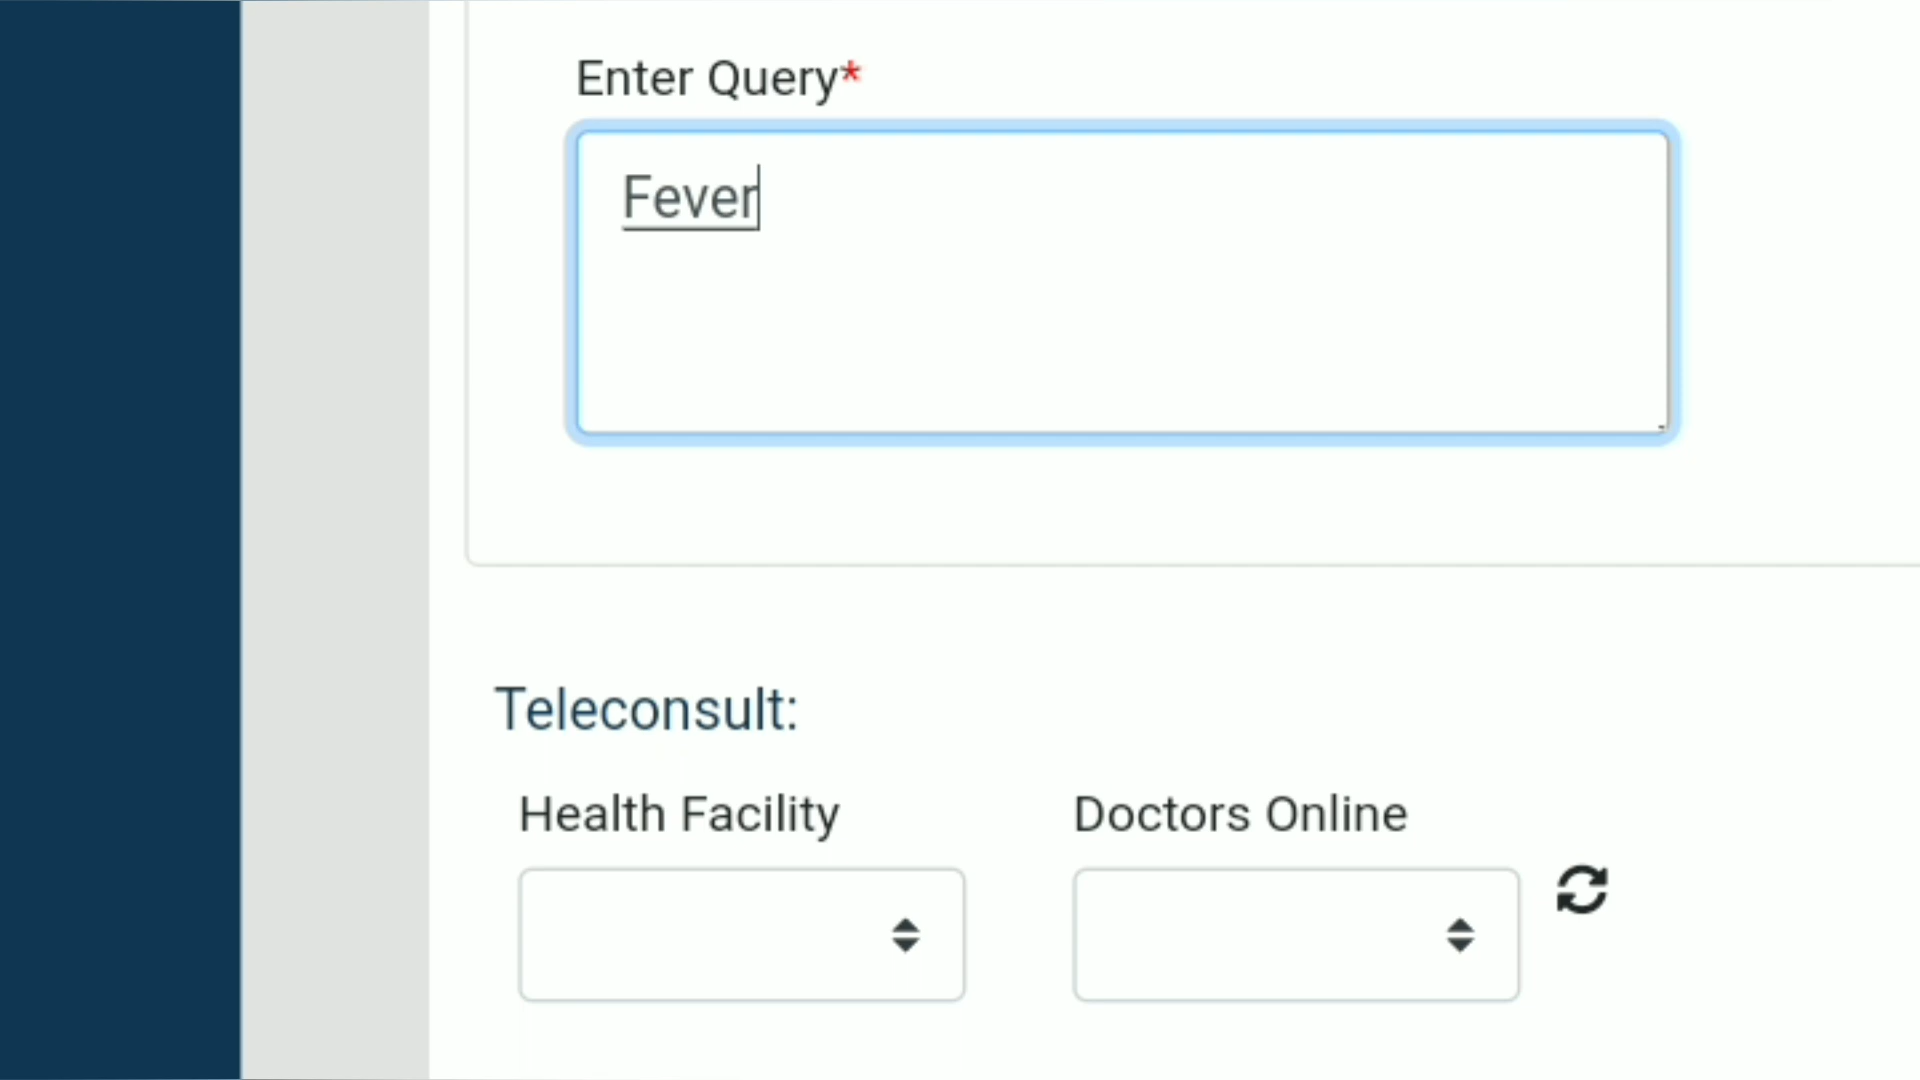 Enter Query*
Fever
Teleconsult:
Health Facility
Doctors Online